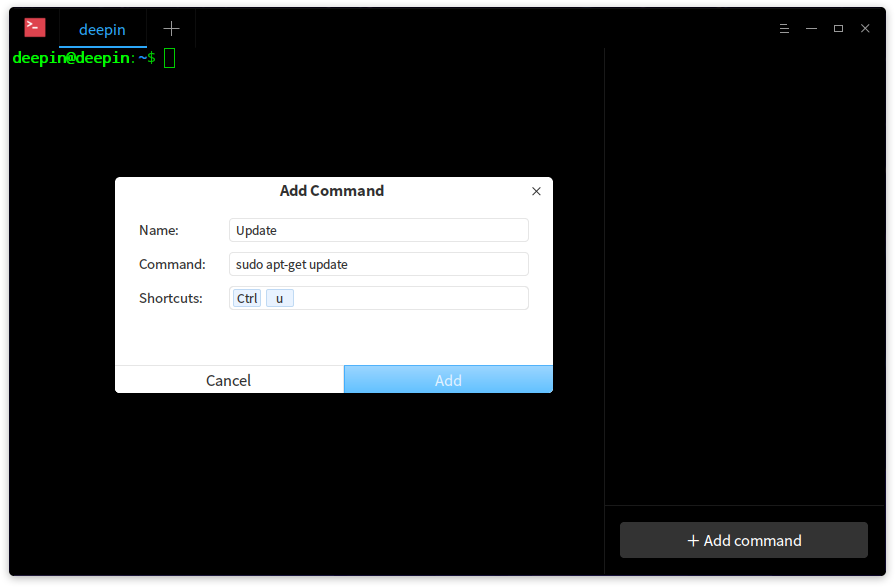 deepin
deepin@deepin:~$
Add Command
Name: Update
Command: sudo apt-get update
Shortcuts: Ctrl u
Cancel Add
+ Add command